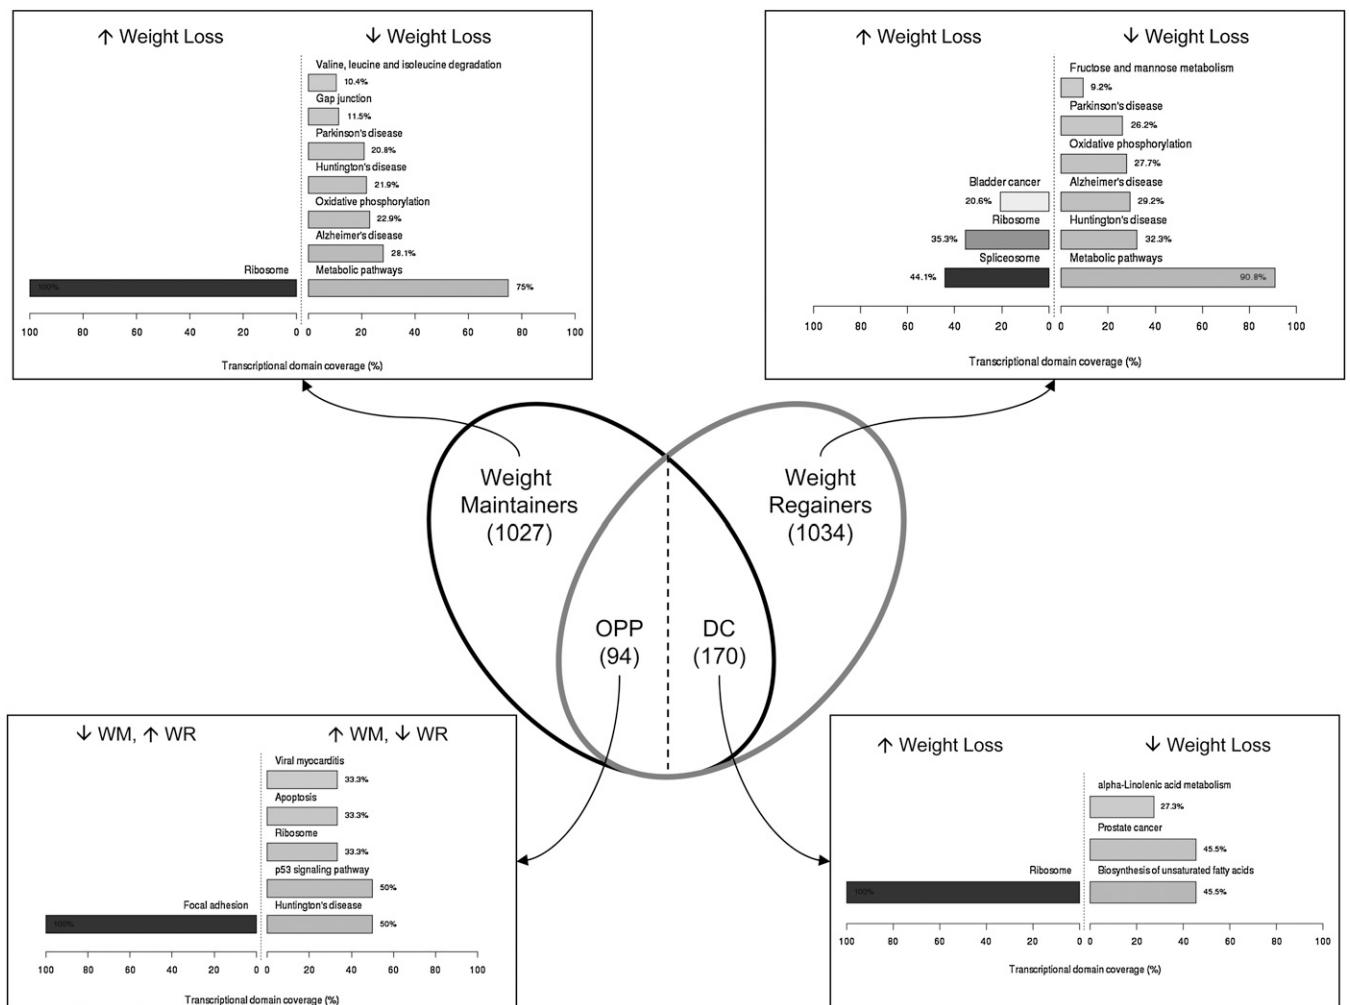 ↑ Weight Loss
↓ Weight Loss
Valine, leucine and isoleucine degradation
10.4%
Gap junction
11.5%
Parkinson's disease
20.8%
Huntington's disease
21.9%
Oxidative phosphorylation
22.9%
Alzheimer's disease
28.1%
Ribosome
Metabolic pathways
100%
75%
100 80 60 40 20 0 0 20 40 60 80 100
Transcriptional domain coverage (%)
↑ Weight Loss
↓ Weight Loss
Fructose and mannose metabolism
9.2%
Parkinson's disease
26.2%
Oxidative phosphorylation
27.7%
Bladder cancer
Alzheimer's disease
20.6%
29.2%
Ribosome
Huntington's disease
35.3%
32.3%
Spliceosome
Metabolic pathways
44.1%
90.8%
100 80 60 40 20 0 0 20 40 60 80 100
Transcriptional domain coverage (%)
Weight
Maintainers
(1027)
Weight
Regainers
(1034)
OPP
(94)
DC
(170)
↓ WM, ↑ WR
↑ WM, ↓ WR
Viral myocarditis
33.3%
Apoptosis
33.3%
Ribosome
33.3%
p53 signaling pathway
50%
Focal adhesion
Huntington's disease
100%
50%
100 80 60 40 20 0 0 20 40 60 80 100
Transcriptional domain coverage (%)
↑ Weight Loss
↓ Weight Loss
alpha-Linolenic acid metabolism
27.3%
Prostate cancer
45.5%
Ribosome
Biosynthesis of unsaturated fatty acids
100%
45.5%
100 80 60 40 20 0 0 20 40 60 80 100
Transcriptional domain coverage (%)